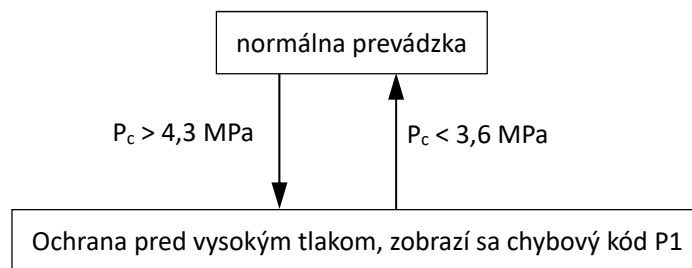 normálna prevádzka
Pc > 4,3 MPa
Pc < 3,6 MPa
Ochrana pred vysokým tlakom, zobrazí sa chybový kód P1